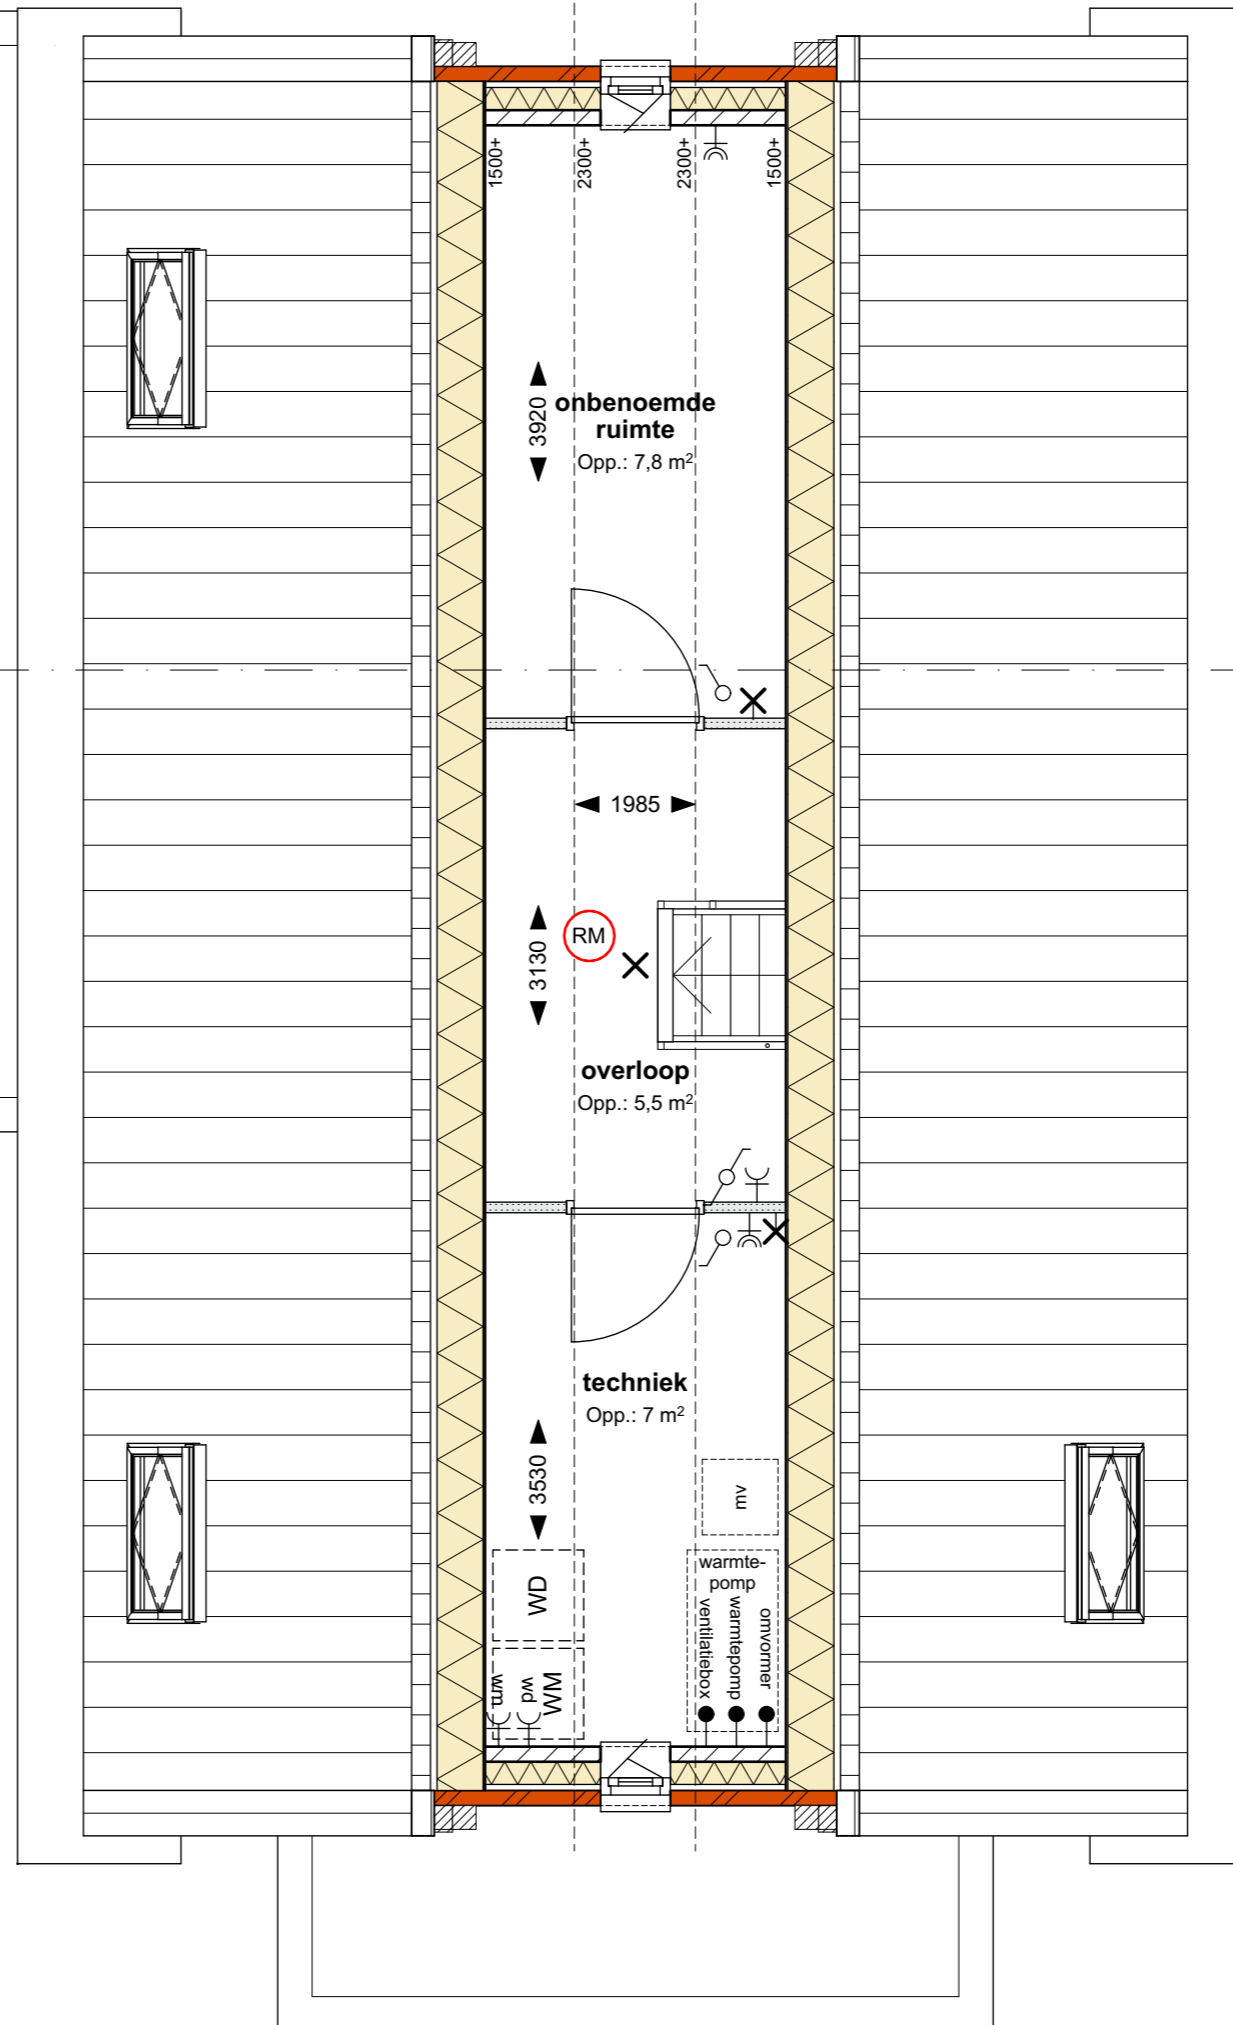 1500+
2300+
2300+
1500+
3920
onbenoemde
ruimte
Opp.: 7,8 m²
1985
RM
3130
overloop
Opp.: 5,5 m²
techniek
Opp.: 7 m²
3530
mv
WD
warmte-
pomp
ventilatiebox
warmtepomp
omvormer
wm
wd
WM